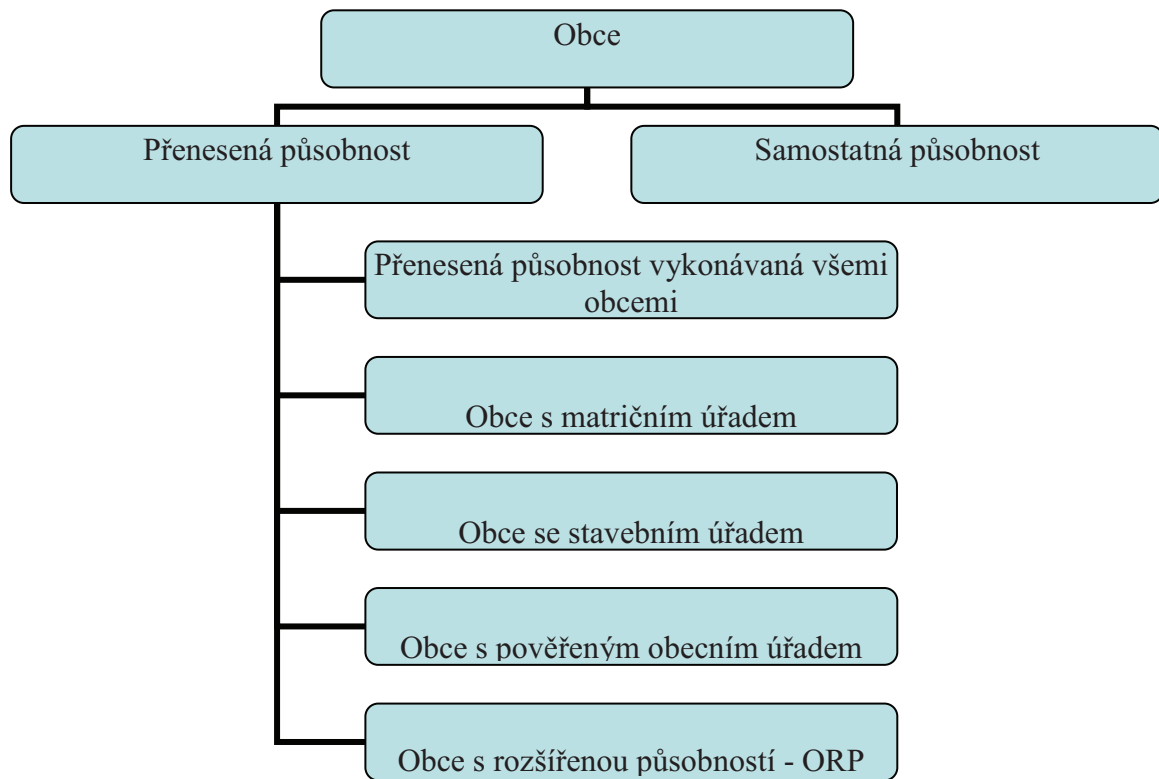 Obce
Přenesená působnost
Samostatná působnost
Přenesená působnost vykonávaná všemi
obcemi
Obce s matričním úřadem
Obce se stavebním úřadem
Obce s pověřeným obecním úřadem
Obce s rozšířenou působností - ORP